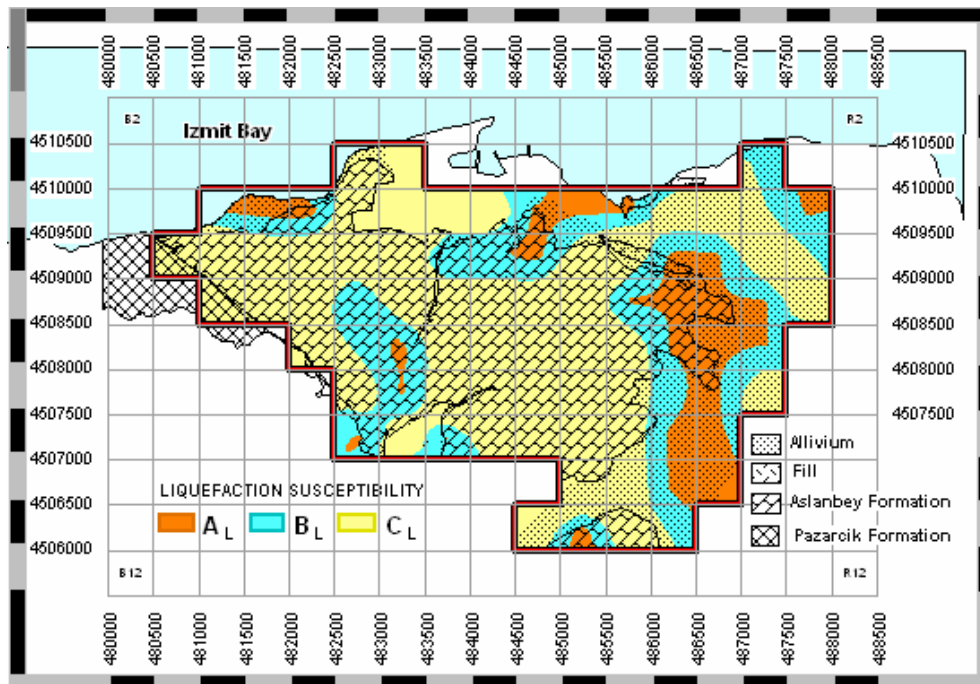 480000 480500 481000 481500 482000 482500 483000 483500 484000 484500 485000 485500 486000 486500 487000 487500 488000 488500
B2 R2
Izmit Bay
4510500 4510500
4510000 4510000
4509500 4509500
4509000 4509000
4508500 4508500
4508000 4508000
4507500 4507500
Allivium
4507000
Fill
LIQUEFACTION SUSCEPTIBILITY
4506500
Aslanbey Formation
A L B L C L
4506000
Pazarcik Formation
B12 R12
480000 480500 481000 481500 482000 482500 483000 483500 484000 484500 485000 485500 486000 486500 487000 487500 488000 488500